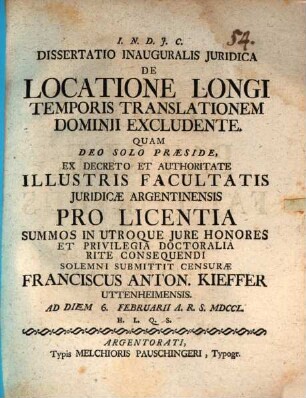 I. N. D. J. C.
54.
DISSERTATIO INAUGURALIS JURIDICA
DE
LOCATIONE LONGI
TEMPORIS TRANSLATIONEM
DOMINII EXCLUDENTE.
QUAM
DEO SOLO PRÆSIDE,
EX DECRETO ET AUTHORITATE
ILLUSTRIS FACULTATIS
JURIDICÆ ARGENTINENSIS
PRO LICENTIA
SUMMOS IN UTROQUE JURE HONORES
ET PRIVILEGIA DOCTORALIA
RITE CONSEQUENDI
SOLEMNI SUBMITTIT CENSURÆ
FRANCISCUS ANTON. KIEFFER
UTTENHEIMENSIS.
AD DIEM 6. FEBRUARII A. R. S. MDCCL.
H. L. Q. S.
ARGENTORATI,
Typis MELCHIORIS PAUSCHINGERI, Typogr.